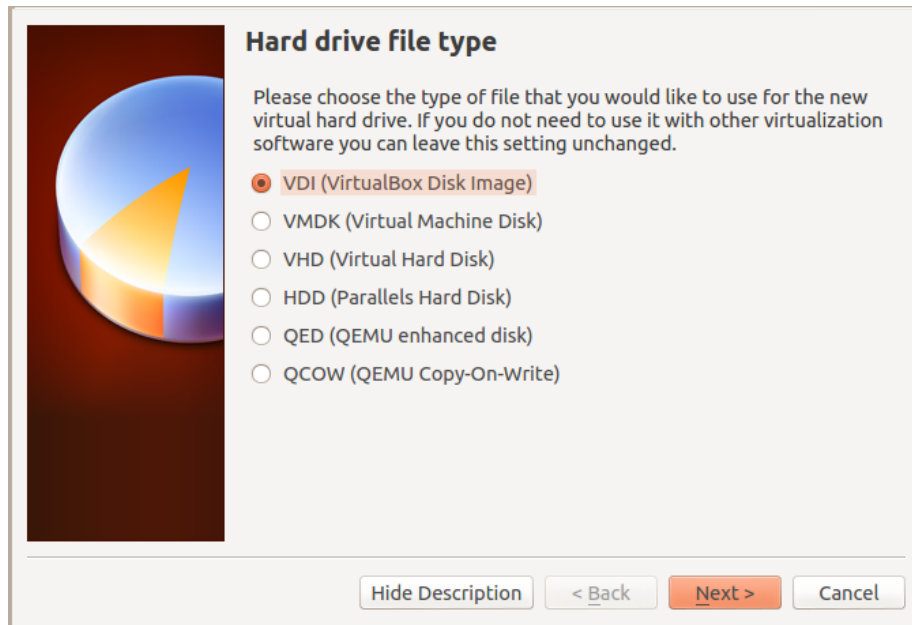 Hard drive file type
Please choose the type of file that you would like to use for the new
virtual hard drive. If you do not need to use it with other virtualization
software you can leave this setting unchanged.
VDI (VirtualBox Disk Image)
VMDK (Virtual Machine Disk)
VHD (Virtual Hard Disk)
HDD (Parallels Hard Disk)
QED (QEMU enhanced disk)
QCOW (QEMU Copy-On-Write)
Hide Description < Back Next > Cancel